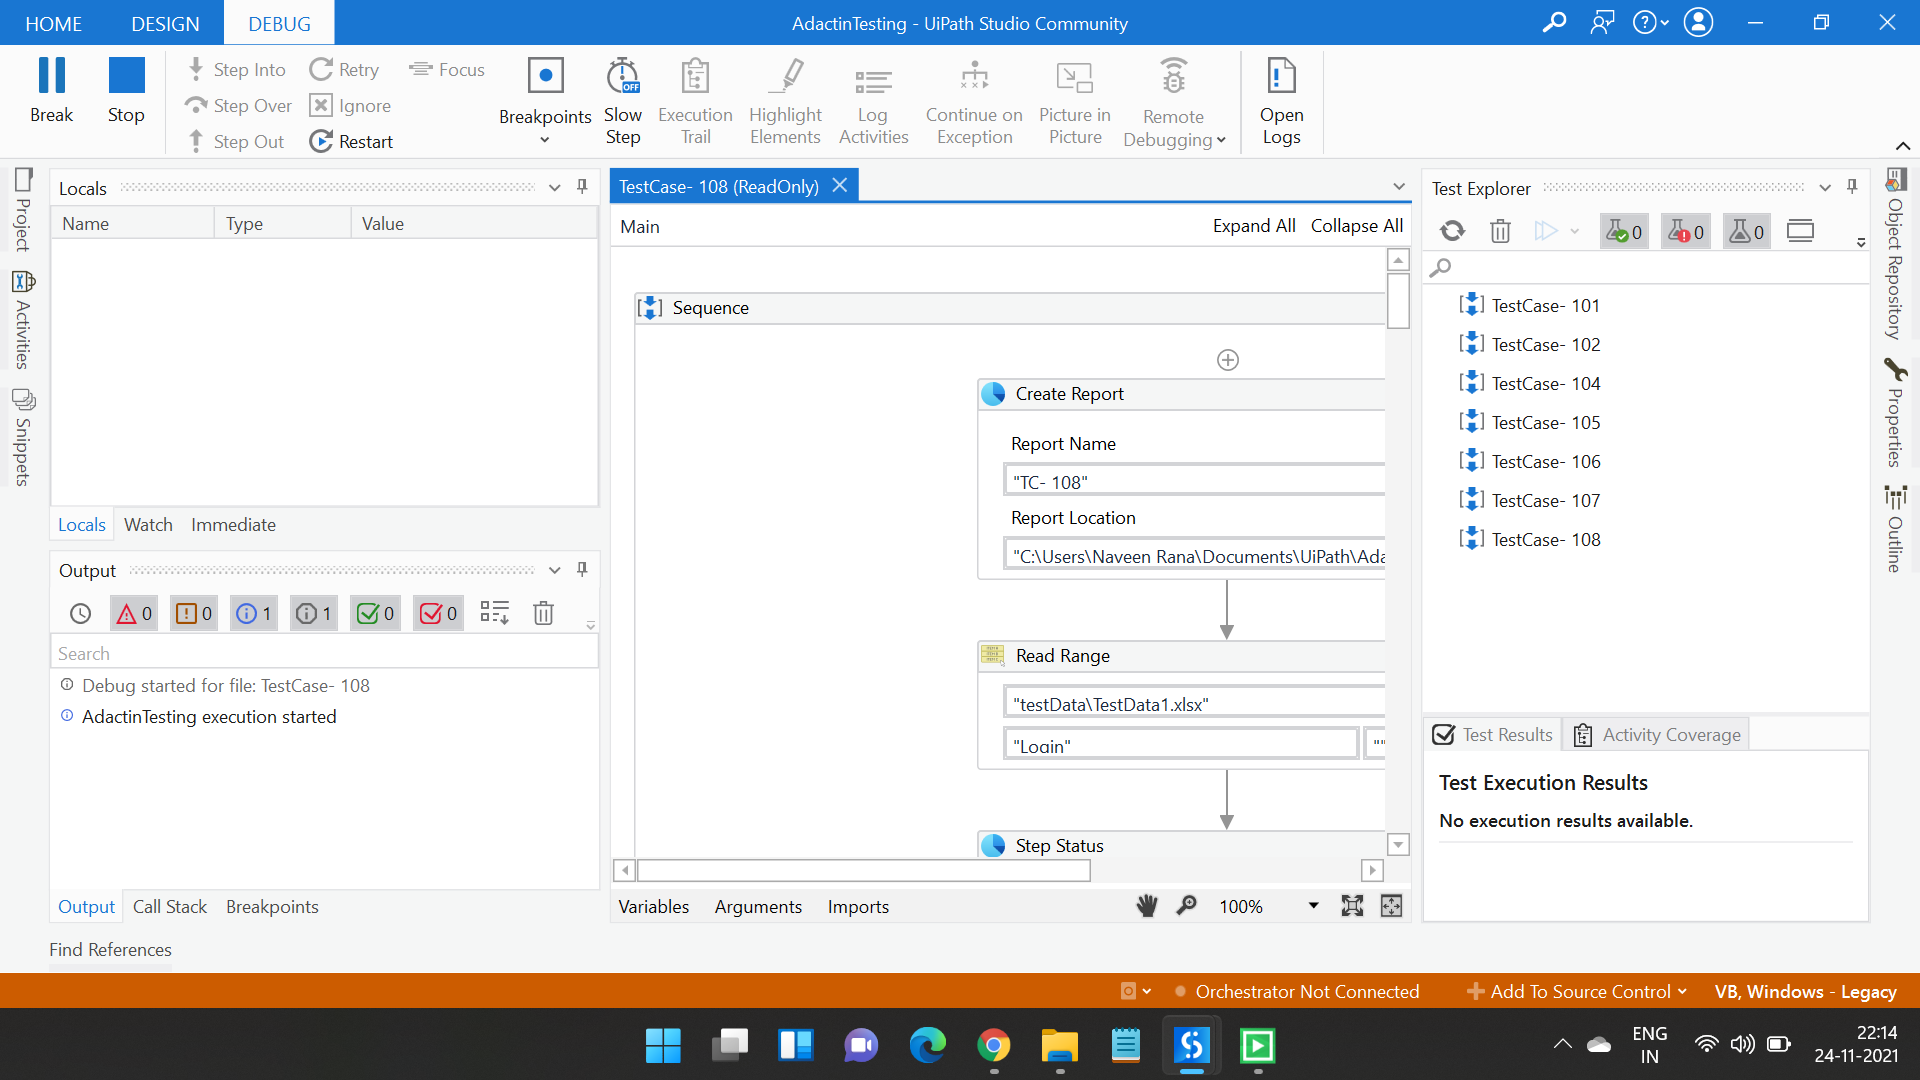 HOME DESIGN DEBUG
AdactinTesting - UiPath Studio Community
Break
Stop
Step Into
Step Over
Step Out
Retry
Ignore
Restart
Focus
Breakpoints
Slow
Step
OFF
Execution
Trail
Highlight
Elements
Log
Activities
Continue on
Exception
Picture in
Picture
Remote
Debugging
Open
Logs
Project
Activities
Snippets
Locals
Name Type Value
Locals Watch Immediate
Output
0 0 1 1 0 0
Search
Debug started for file: TestCase- 108
AdactinTesting execution started
Output Call Stack Breakpoints
Find References
TestCase- 108 (ReadOnly)
Main Expand All Collapse All
Sequence
Create Report
Report Name
"TC- 108"
Report Location
"C:\Users\Naveen Rana\Documents\UiPath\Ada
Read Range
"testData\TestData1.xlsx"
"Login" ""
Step Status
Variables Arguments Imports 100%
Test Explorer
0 0 0
TestCase- 101
TestCase- 102
TestCase- 104
TestCase- 105
TestCase- 106
TestCase- 107
TestCase- 108
Test Results Activity Coverage
Test Execution Results
No execution results available.
Object Repository
Properties
Outline
Orchestrator Not Connected Add To Source Control VB, Windows - Legacy
ENG
IN
22:14
24-11-2021